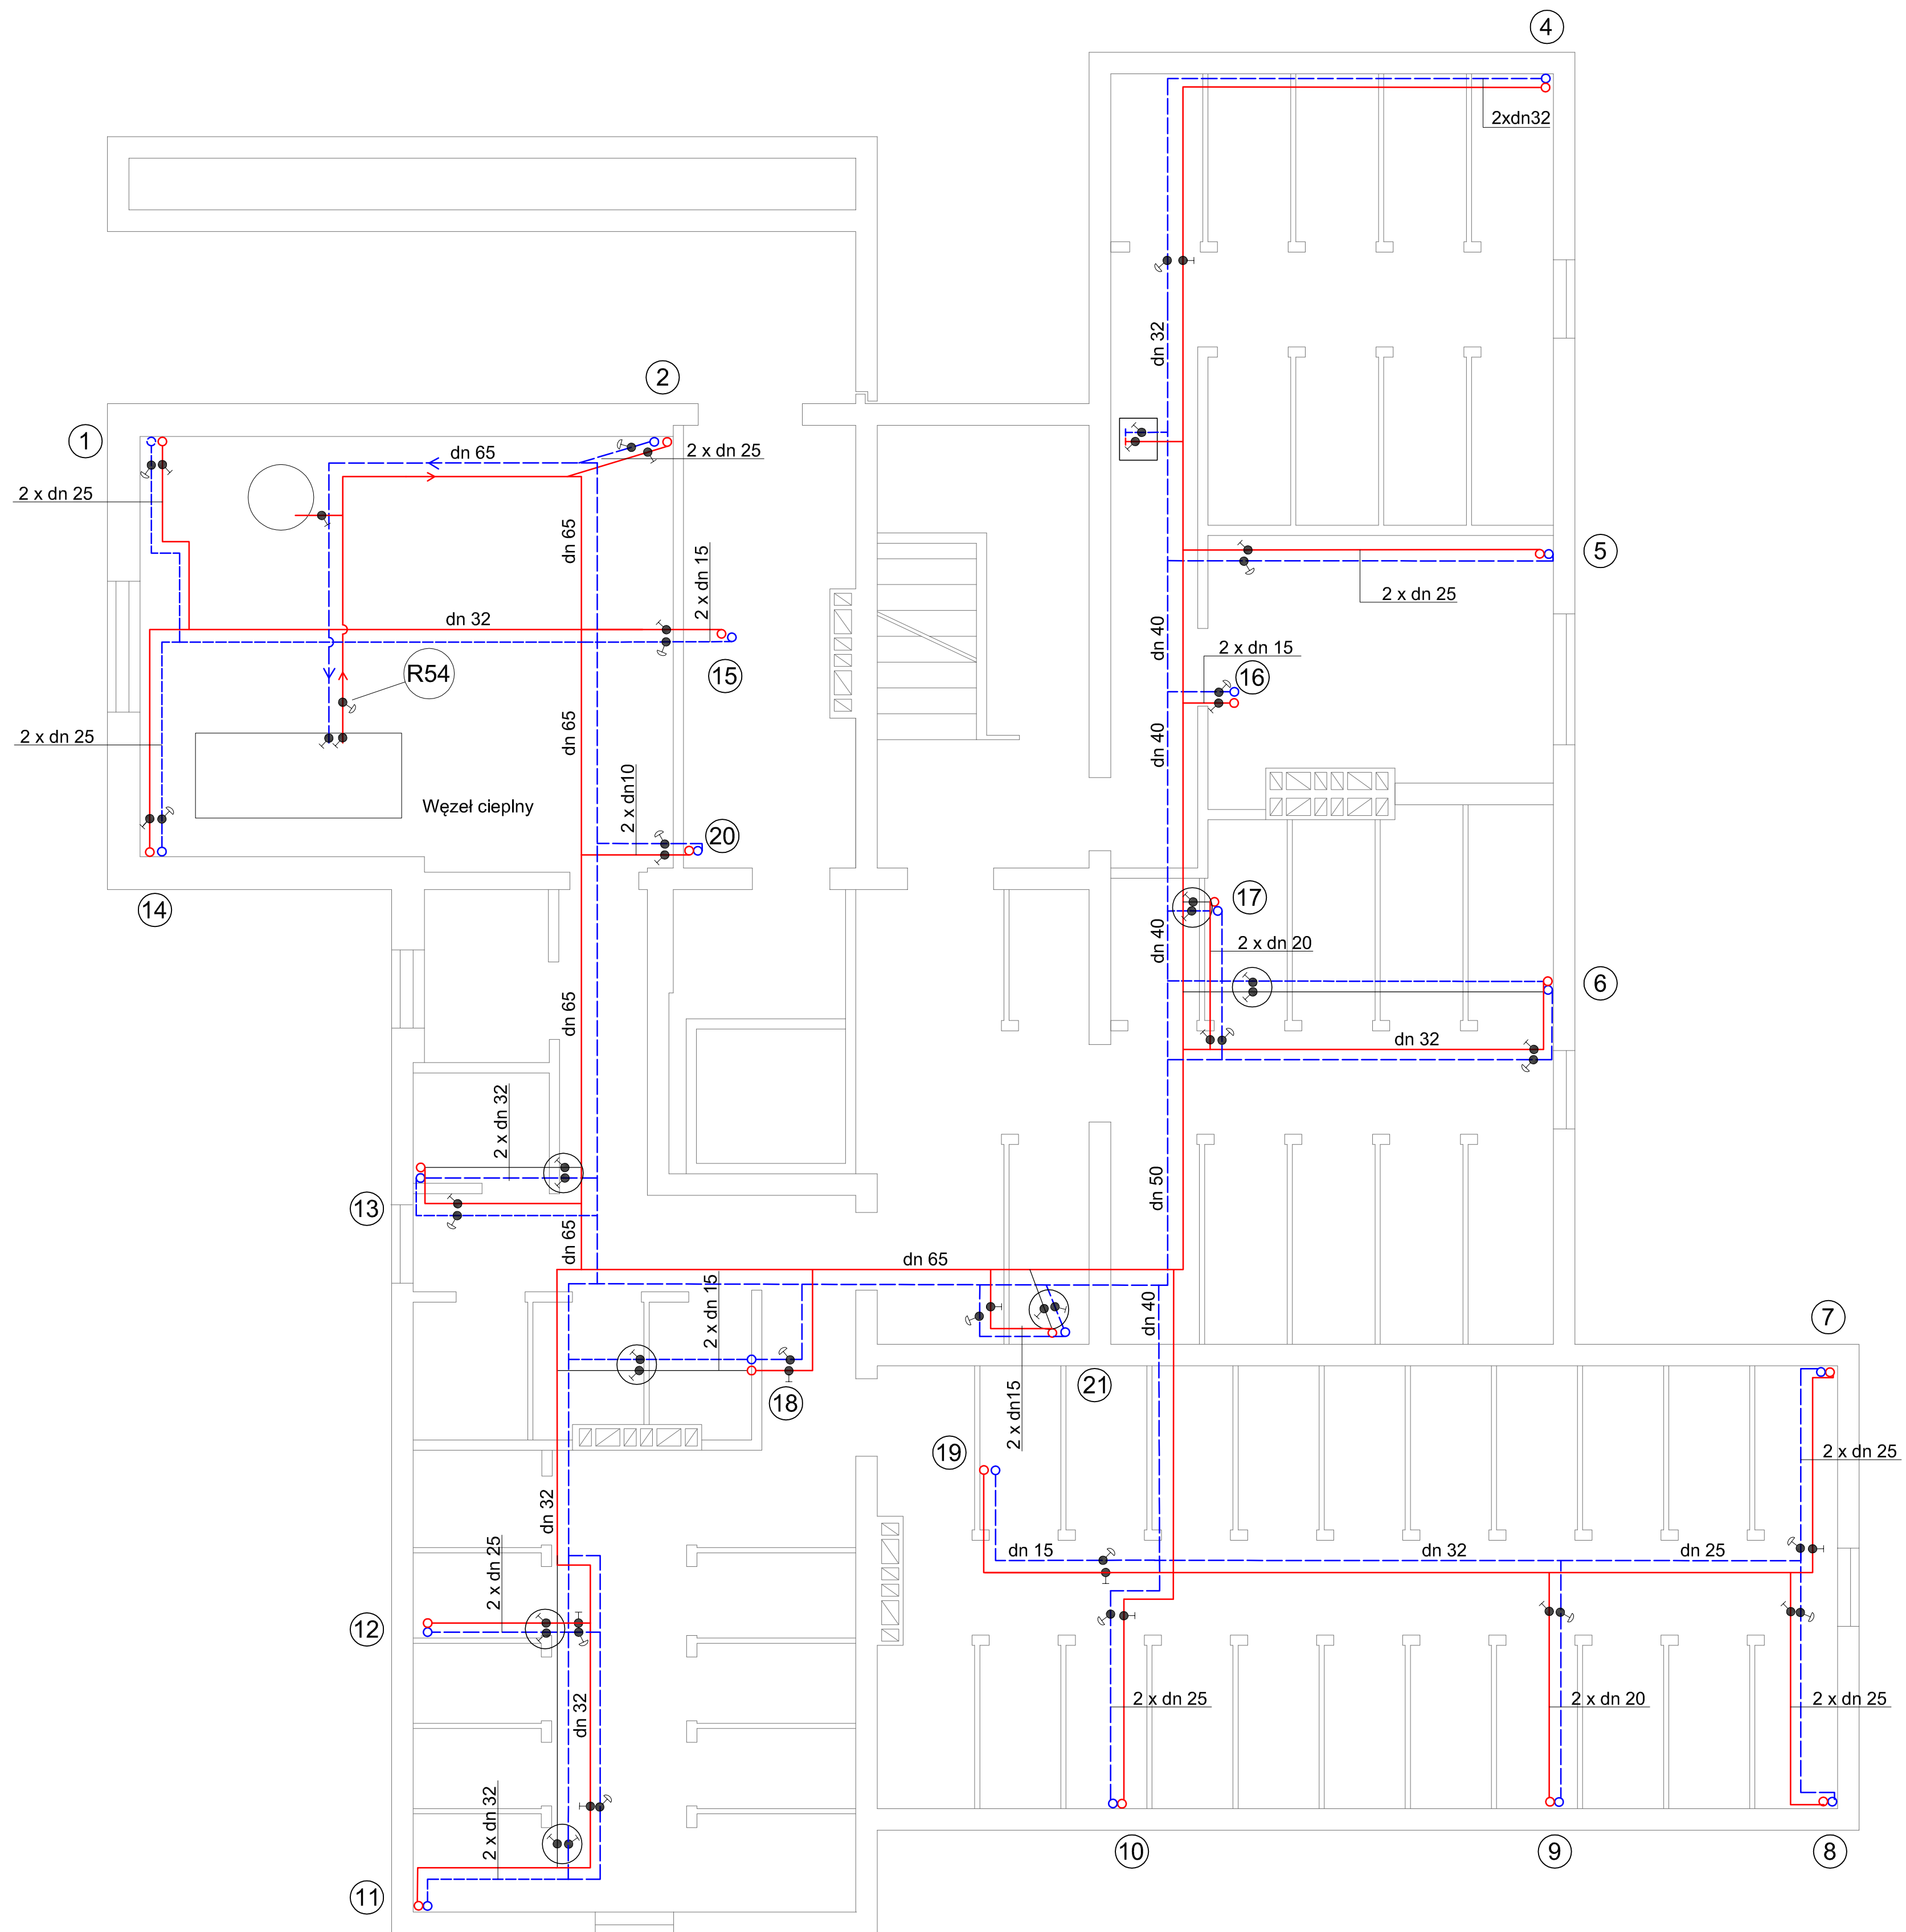 4
2xdn32
dn 32
2
1
dn 65
2 x dn 25
2 x dn 25
dn 65
2 x dn 15
5
2 x dn 25
dn 32
dn 40
15
R54
2 x dn 15
16
dn 65
dn 40
2 x dn 25
2 x dn10
Węzeł cieplny
20
14
17
dn 40
2 x dn 20
6
dn 65
dn 32
2 x dn 32
13
dn 50
dn 65
dn 65
2 x dn 15
dn 40
7
18
2 x dn15
21
19
2 x dn 25
dn 32
dn 15
dn 32
dn 25
2 x dn 25
12
dn 32
2 x dn 25
2 x dn 20
2 x dn 25
2 x dn 32
10
9
8
11